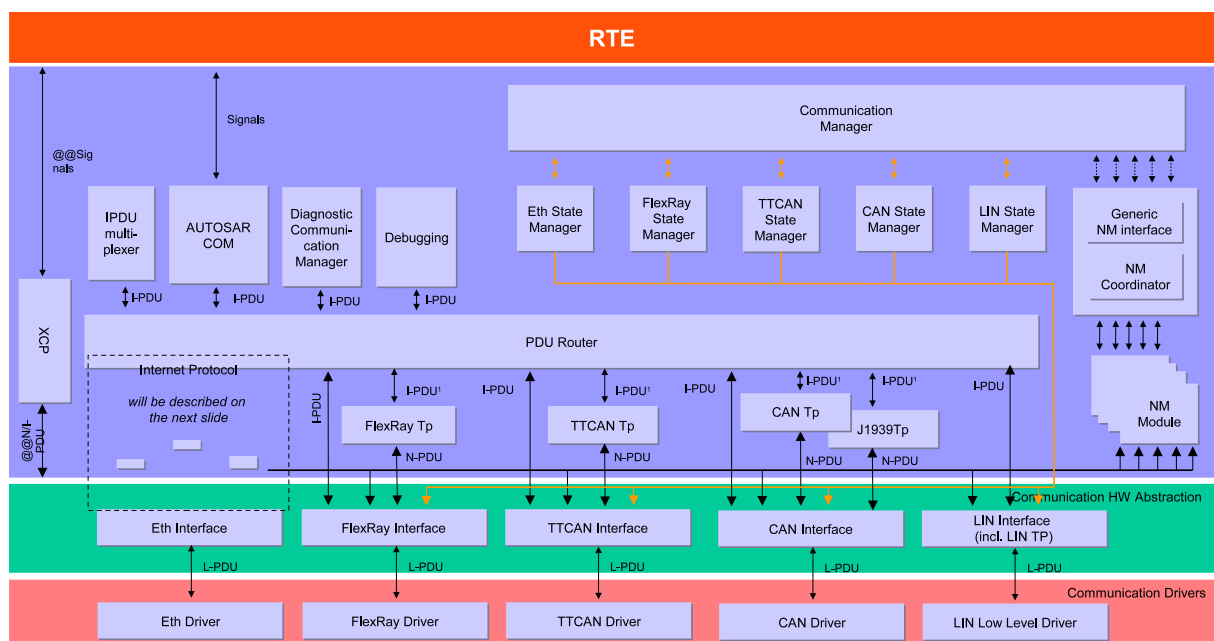 RTE
Signals
@@Sig
nals
Communication
Manager
IPDU
multi-
plexer
AUTOSAR
COM
Diagnostic
Communi-
cation
Manager
Debugging
Eth State
Manager
FlexRay
State
Manager
TTCAN
State
Manager
CAN State
Manager
LIN State
Manager
Generic
NM interface
NM
Coordinator
I-PDU
I-PDU
I-PDU
I-PDU
XCP
PDU Router
Internet Protocol
will be described on
the next slide
I-PDU
I-PDU¹
I-PDU
I-PDU¹
I-PDU
I-PDU¹
I-PDU¹
I-PDU
FlexRay Tp
TTCAN Tp
CAN Tp
J1939Tp
NM
Module
@@N/I-
PDU
N-PDU
N-PDU
N-PDU
N-PDU
Communication HW Abstraction
Eth Interface
FlexRay Interface
TTCAN Interface
CAN Interface
LIN Interface
(incl. LIN TP)
L-PDU
L-PDU
L-PDU
L-PDU
L-PDU
Communication Drivers
Eth Driver
FlexRay Driver
TTCAN Driver
CAN Driver
LIN Low Level Driver